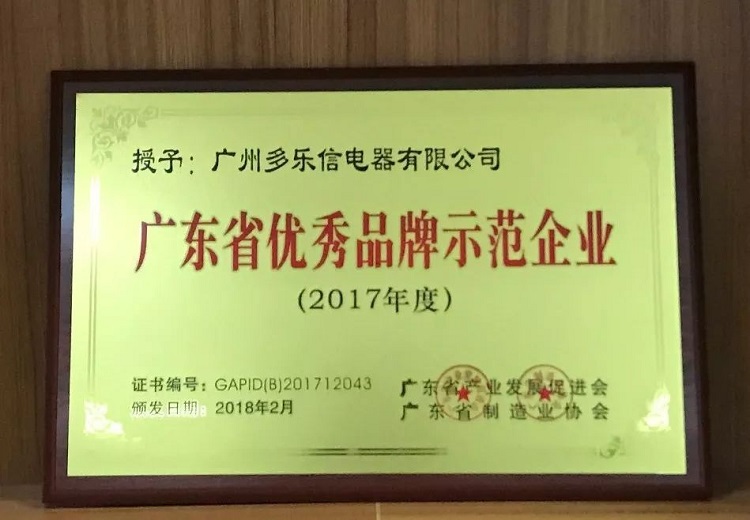 授予：广州多乐信电器有限公司
广东省优秀品牌示范企业
(2017年度)
证书编号：GAPID(B)201712043
颁发日期：2018年2月
广东省产业发展促进会
广东省制造业协会